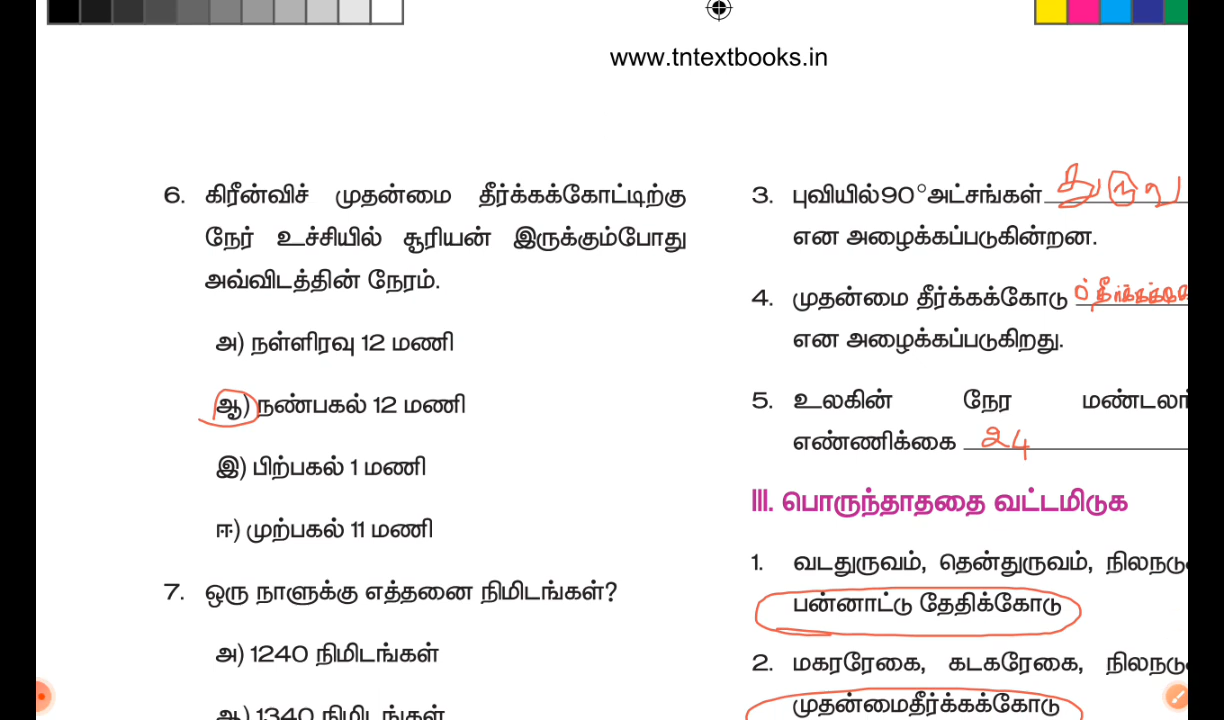 www.tntextbooks.in
6. கிரீன்விச் முதன்மை தீர்க்கக்கோட்டிற்கு
நேர் உச்சியில் சூரியன் இருக்கும்போது
அவ்விடத்தின் நேரம்.
அ) நள்ளிரவு 12 மணி
ஆ) நண்பகல் 12 மணி
இ) பிற்பகல் 1 மணி
ஈ) முற்பகல் 11 மணி
7. ஒரு நாளுக்கு எத்தனை நிமிடங்கள்?
அ) 1240 நிமிடங்கள்
ஆ) 1340 நிமிடங்கள்
3. புவியில் 90° அட்சங்கள் துருவ
என அழைக்கப்படுகின்றன.
4. முதன்மை தீர்க்கக்கோடு
என அழைக்கப்படுகிறது.
5. உலகின் நேர
எண்ணிக்கை 24
III. பொருந்தாததை வட்டமிடுக
1. வடதுருவம், தென்துருவம்,
பன்னாட்டு தேதிக்கோடு
2. மகரரேகை, கடகரேகை,
முதன்மைதீர்க்கக்கோடு